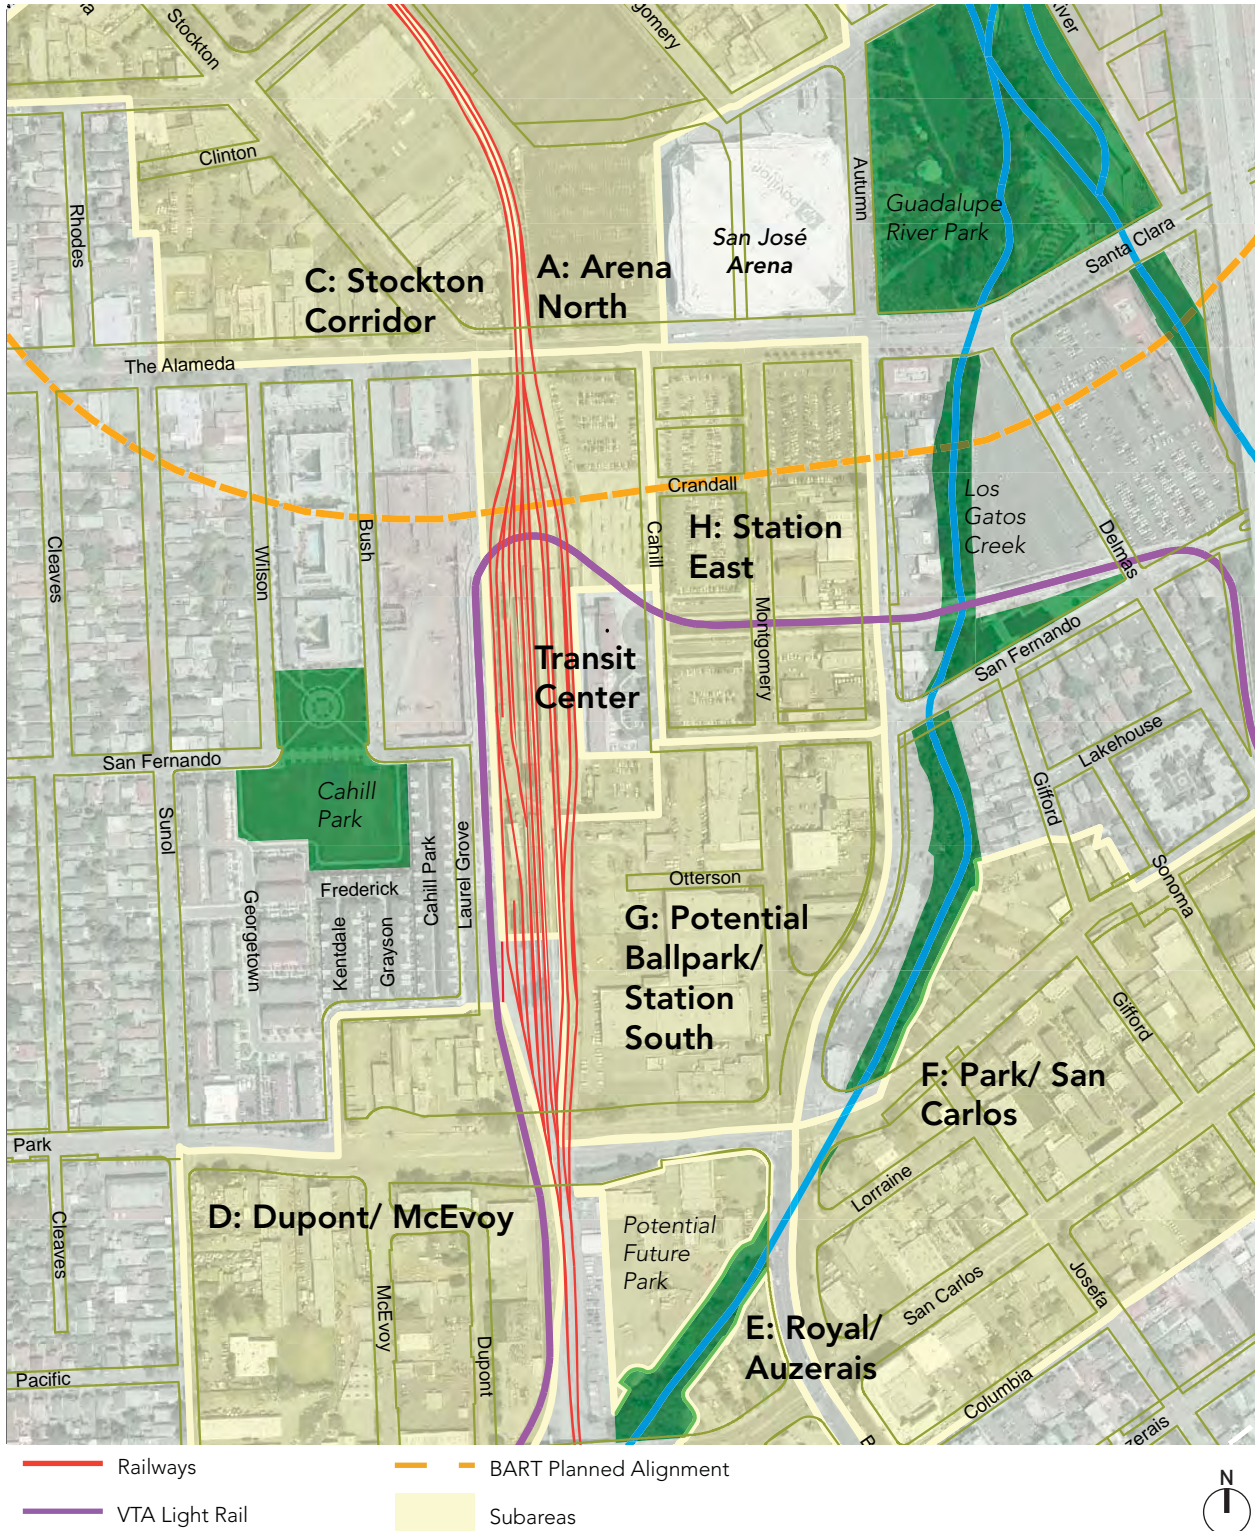 Stockton
gomery
River
Clinton
Rhodes
Autumn
Guadalupe
River Park
San José
Arena
Santa Clara
C: Stockton
Corridor
A: Arena
North
The Alameda
Crandall
Los
Gatos
Creek
H: Station
East
Cleaves
Wilson
Bush
Cahill
Delmas
Montgomery
San Fernando
Transit
Center
San Fernando
Lakehouse
Cahill
Park
Sunol
Gifford
Cahill Park
Laurel Grove
Otterson
Sonoma
Frederick
Georgetown
Kentdale
Grayson
G: Potential
Ballpark/
Station
South
Gifford
F: Park/ San
Carlos
Park
Lorraine
D: Dupont/ McEvoy
Cleaves
Potential
Future
Park
San Carlos
Josefa
McEvoy
Dupont
E: Royal/
Auzerais
Pacific
Columbia
zerais
Railways
BART Planned Alignment
VTA Light Rail
Subareas
N